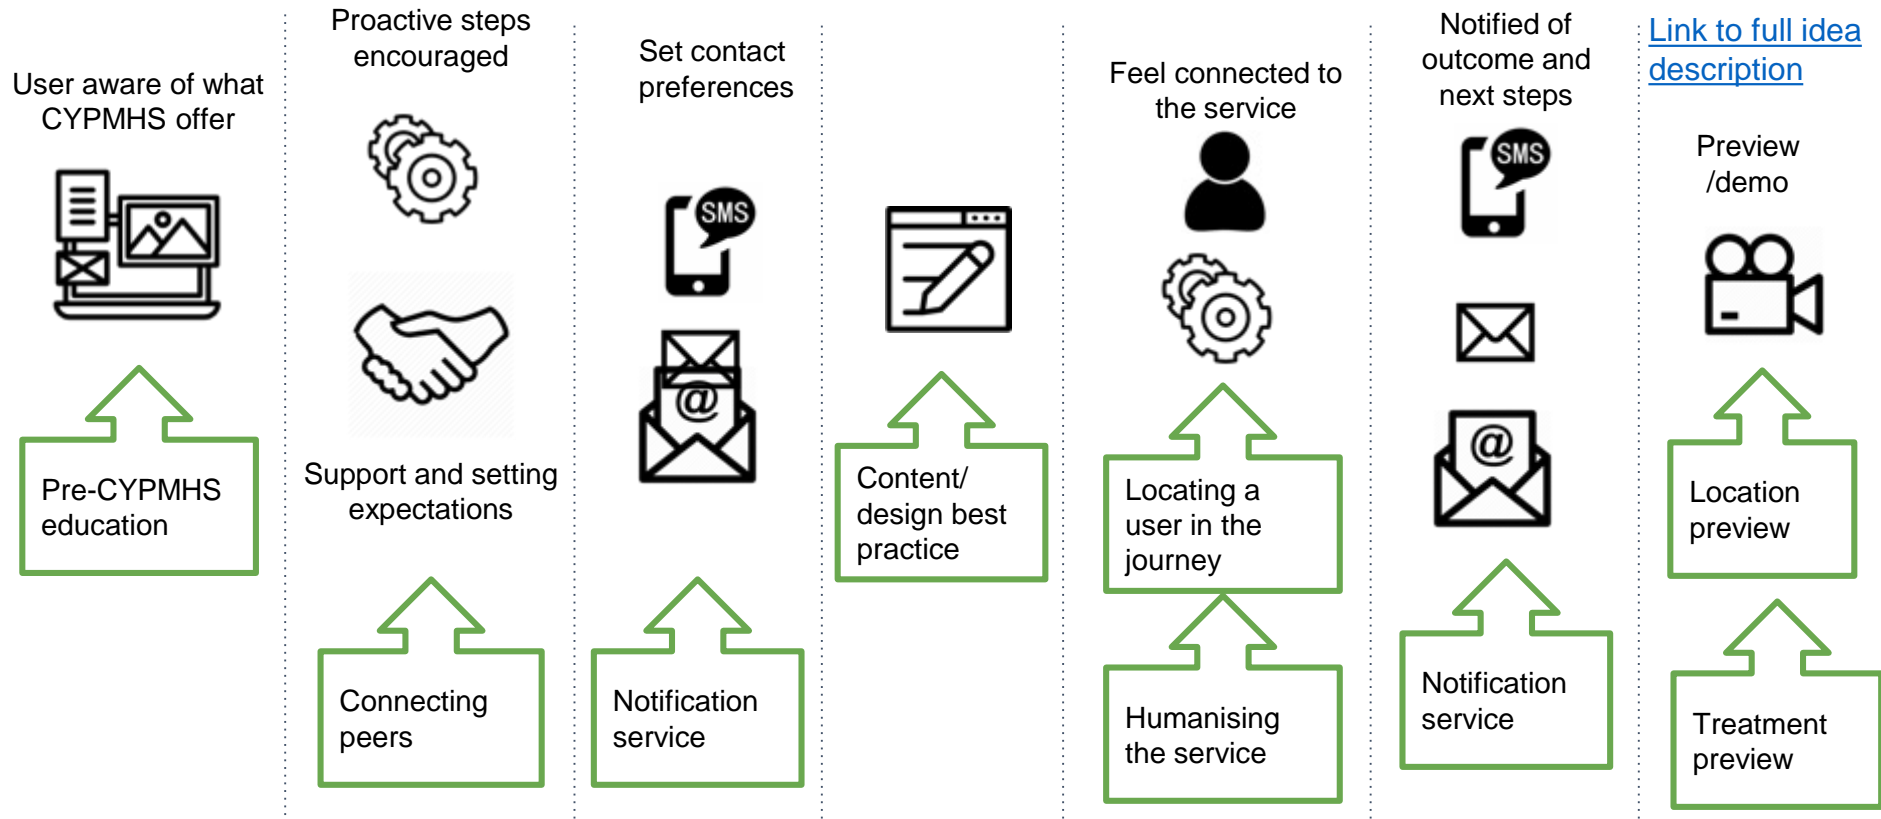 User aware of what
CYPMHS offer
Pre-CYPMHS
education
Proactive steps
encouraged
Support and setting
expectations
Connecting
peers
Set contact
preferences
SMS
@
Notification
service
Content/
design best
practice
Feel connected to
the service
Locating a
user in the
journey
Humanising
the service
Notified of
outcome and
next steps
SMS
@
Notification
service
Link to full idea
description
Preview
/demo
Location
preview
Treatment
preview